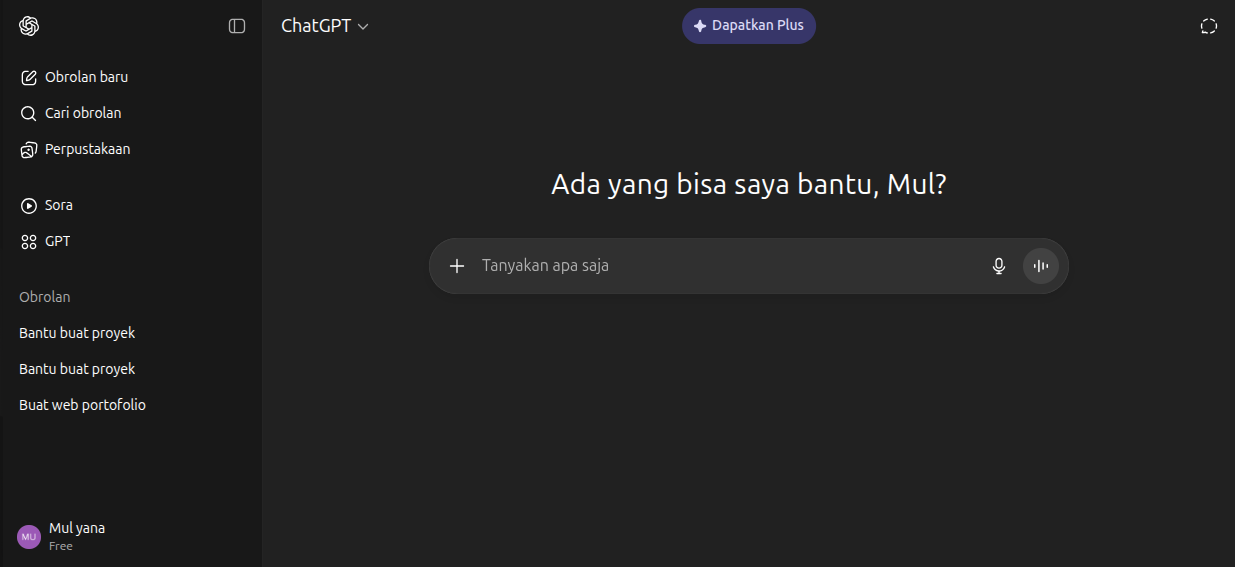 ChatGPT
Dapatkan Plus
Obrolan baru
Cari obrolan
Perpustakaan
Sora
GPT
Obrolan
Bantu buat proyek
Bantu buat proyek
Buat web portofolio
MU
Mul yana
Free
Ada yang bisa saya bantu, Mul?
Tanyakan apa saja